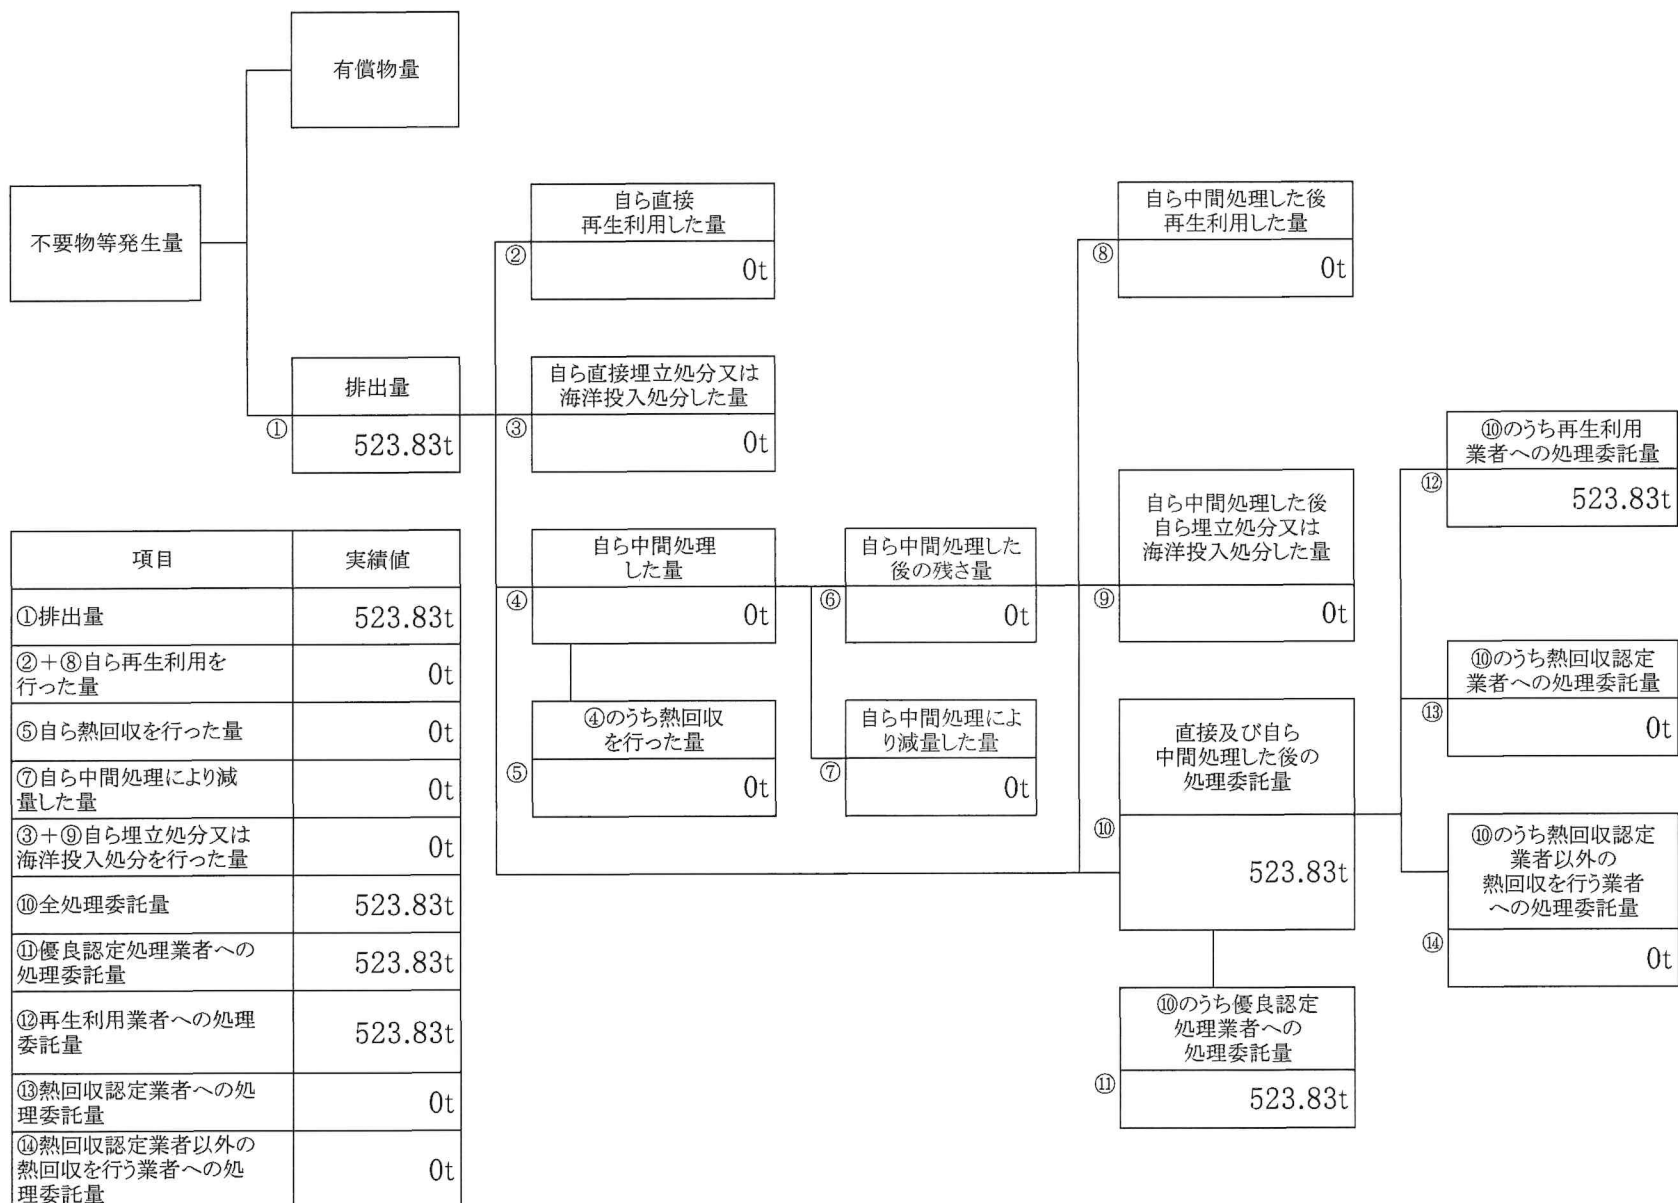 有償物量
不要物等発生量
排出量
①
523.83t
自ら直接
再生利用した量
②
0t
自ら直接埋立処分又は
海洋投入処分した量
③
0t
自ら中間処理
した量
④
0t
④のうち熱回収
を行った量
⑤
0t
自ら中間処理した
後の残さ量
⑥
0t
自ら中間処理によ
り減量した量
⑦
0t
自ら中間処理した後
再生利用した量
⑧
0t
自ら中間処理した後
自ら埋立処分又は
海洋投入処分した量
⑨
0t
直接及び自ら
中間処理した後の
処理委託量
⑩
523.83t
⑩のうち優良認定
処理業者への
処理委託量
⑪
523.83t
⑩のうち再生利用
業者への処理委託量
⑫
523.83t
⑩のうち熱回収認定
業者への処理委託量
⑬
0t
⑩のうち熱回収認定
業者以外の
熱回収を行う業者
への処理委託量
⑭
0t
項目 実績値
①排出量 523.83t
②+⑧自ら再生利用を
行った量 0t
⑤自ら熱回収を行った量 0t
⑦自ら中間処理により減
量した量 0t
③+⑨自ら埋立処分又は
海洋投入処分を行った量 0t
⑩全処理委託量 523.83t
⑪優良認定処理業者への
処理委託量 523.83t
⑫再生利用業者への処理
委託量 523.83t
⑬熱回収認定業者への処
理委託量 0t
⑭熱回収認定業者以外の
熱回収を行う業者への処
理委託量 0t